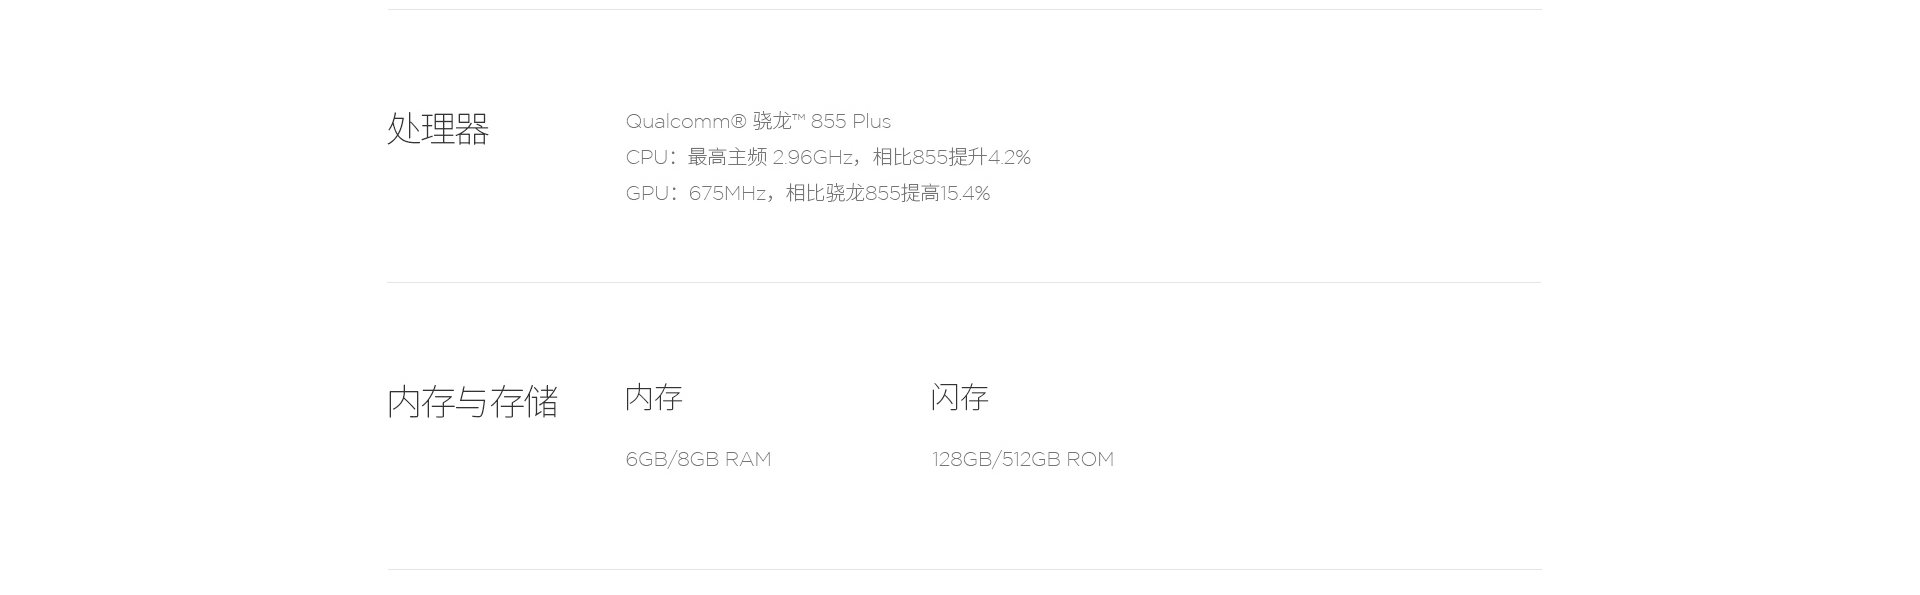 处理器
Qualcomm® 骁龙™ 855 Plus
CPU：最高主频 2.96GHz，相比855提升4.2%
GPU：675MHz，相比骁龙855提高15.4%
内存与存储
内存
6GB/8GB RAM
闪存
128GB/512GB ROM